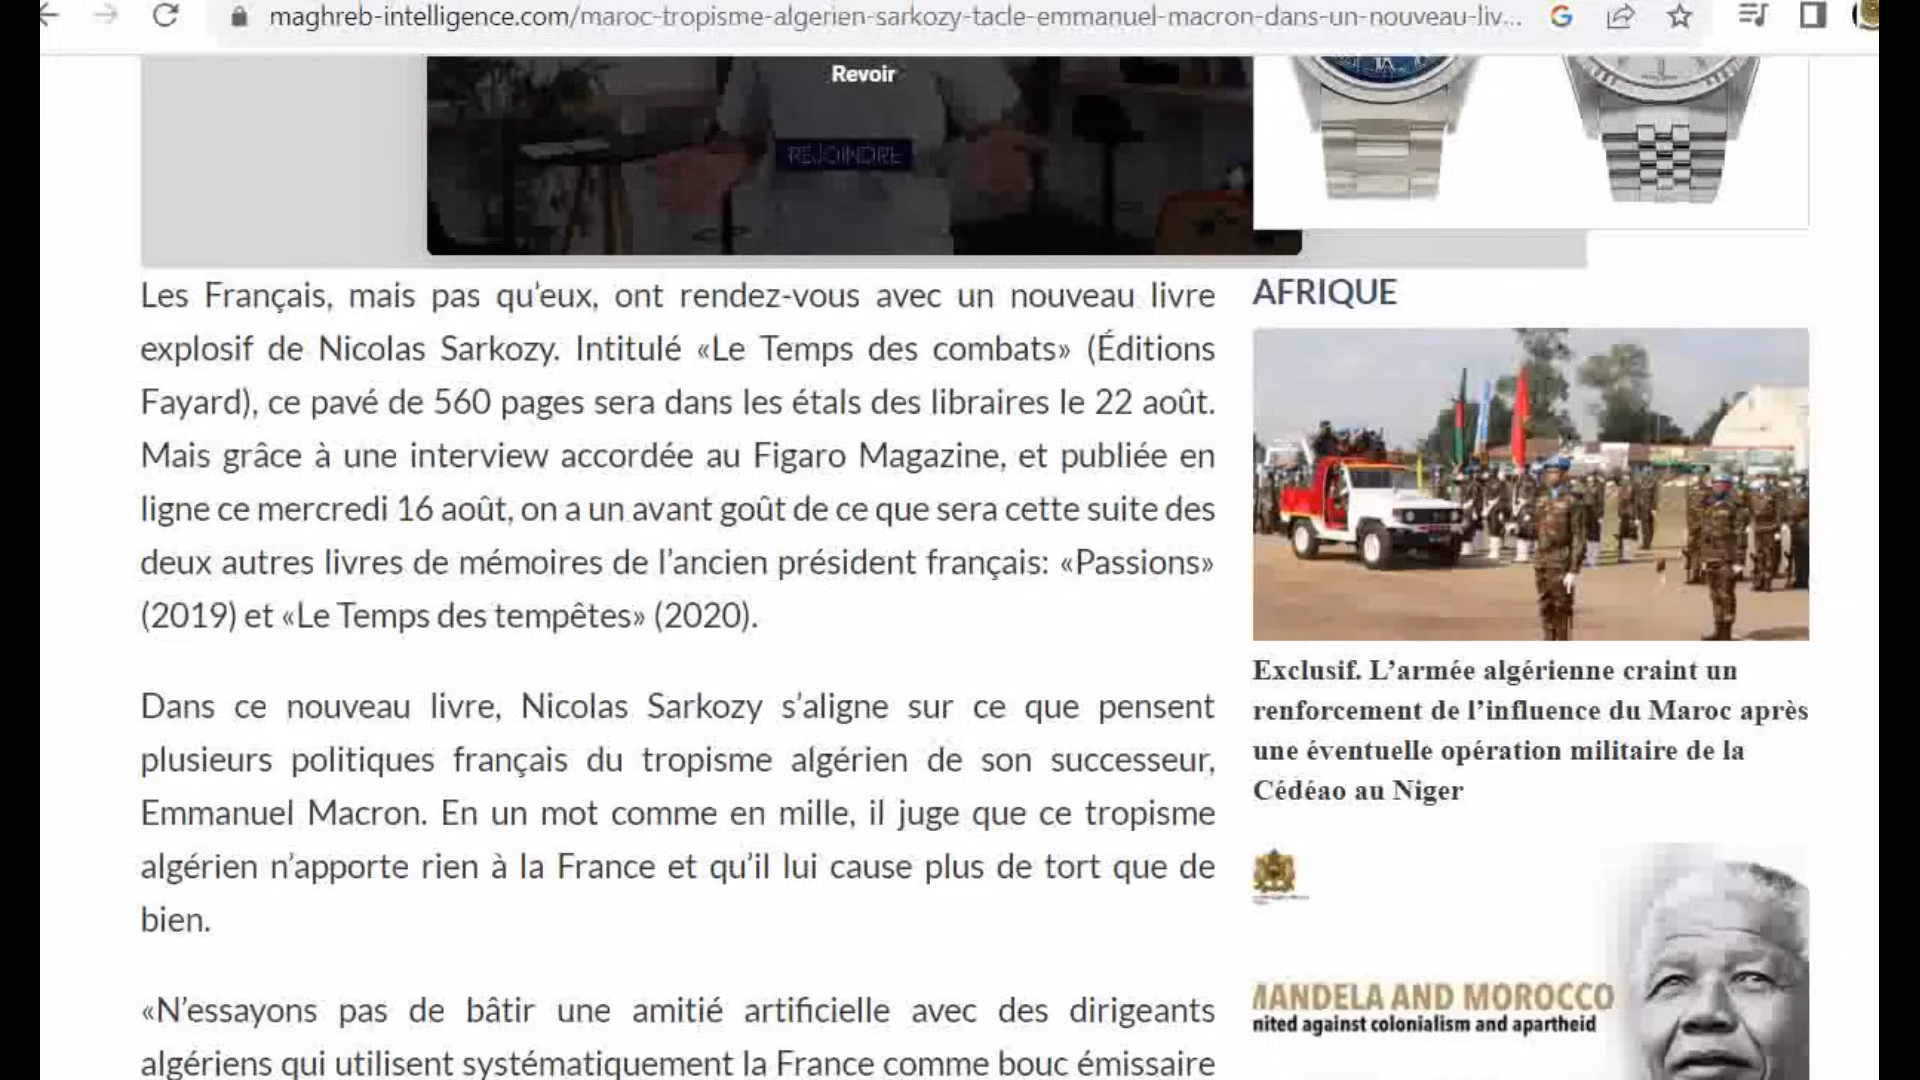 maghreb-intelligence.com/maroc-tropisme-algerien-sarkozy-tacle-emmanuel-macron-dans-un-nouveau-liv...
Revoir
REJOINDRE
Les Français, mais pas qu’eux, ont rendez-vous avec un nouveau livre
explosif de Nicolas Sarkozy. Intitulé «Le Temps des combats» (Éditions
Fayard), ce pavé de 560 pages sera dans les étals des libraires le 22 août.
Mais grâce à une interview accordée au Figaro Magazine, et publiée en
ligne ce mercredi 16 août, on a un avant goût de ce que sera cette suite des
deux autres livres de mémoires de l’ancien président français: «Passions»
(2019) et «Le Temps des tempêtes» (2020).
Dans ce nouveau livre, Nicolas Sarkozy s’aligne sur ce que pensent
plusieurs politiques français du tropisme algérien de son successeur,
Emmanuel Macron. En un mot comme en mille, il juge que ce tropisme
algérien n’apporte rien à la France et qu’il lui cause plus de tort que de
bien.
«N’essayons pas de bâtir une amitié artificielle avec des dirigeants
algériens qui utilisent systématiquement la France comme bouc émissaire
AFRIQUE
Exclusif. L’armée algérienne craint un
renforcement de l’influence du Maroc après
une éventuelle opération militaire de la
Cédéao au Niger
MANDELA AND MOROCCO
nited against colonialism and apartheid